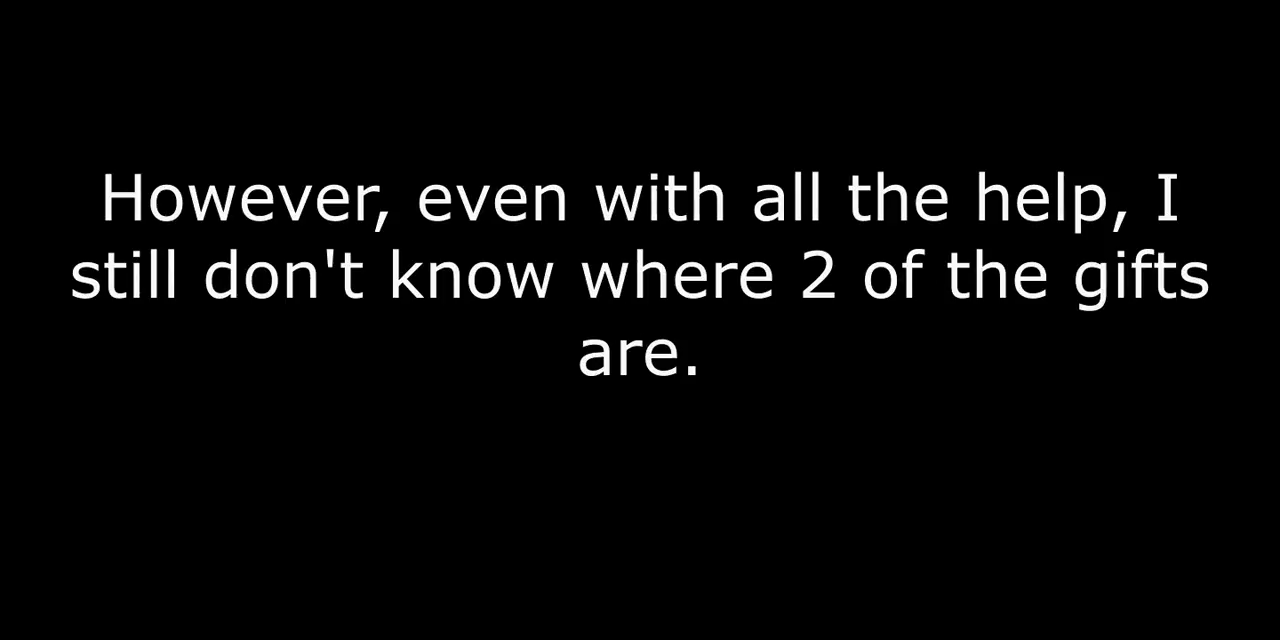 However, even with all the help, I
still don't know where 2 of the gifts
are.